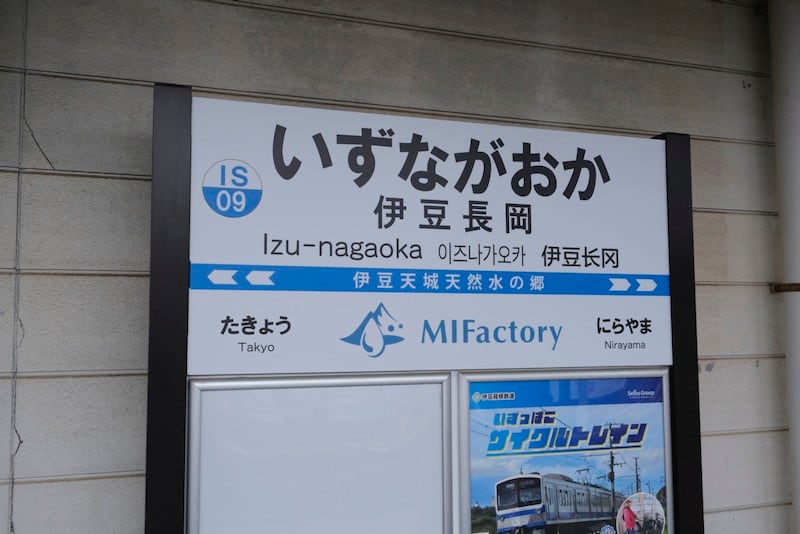 いずながおか
IS
09
伊豆長岡
Izu-nagaoka 이즈나가오카 伊豆长冈
伊豆天城天然水の郷
たきょう
Takyo
MIFactory
にらやま
Nirayama
伊豆箱根鉄道
Seibu Group
いずっぱこ
サイクルトレイン